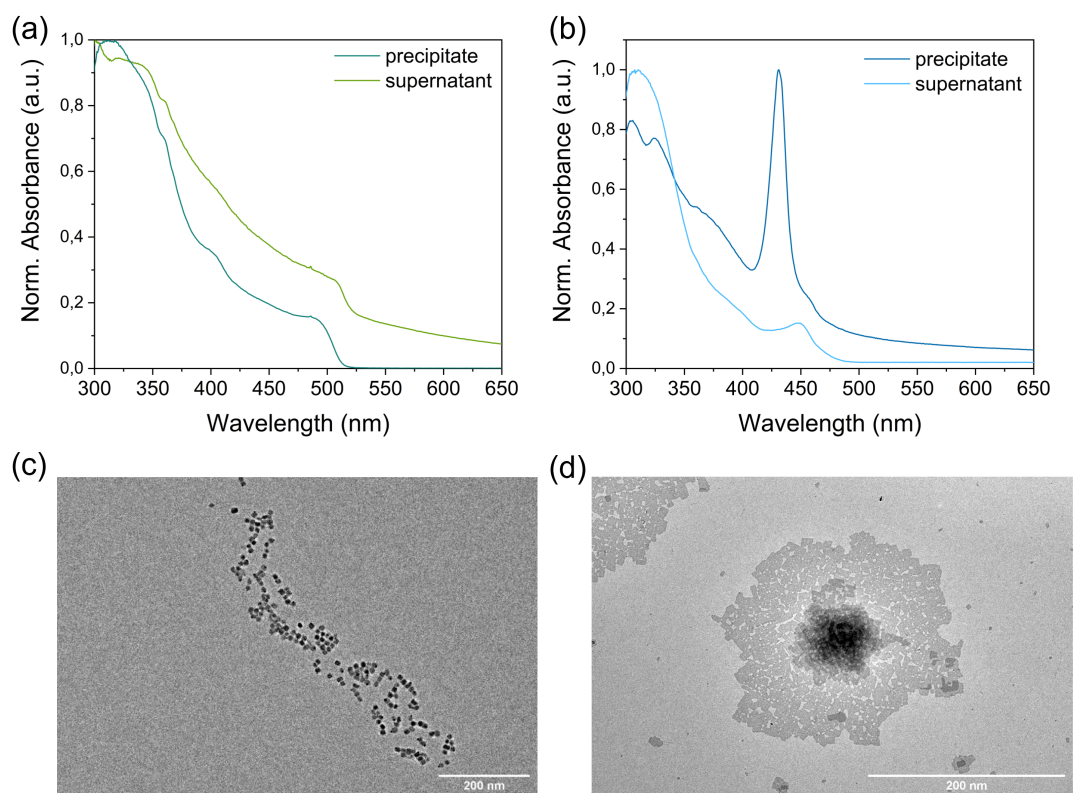 (a)
1,0
0,8
0,6
0,4
0,2
0,0
Norm. Absorbance (a.u.)
precipitate
supernatant
300 350 400 450 500 550 600 650
Wavelength (nm)
(b)
1,0
0,8
0,6
0,4
0,2
0,0
Norm. Absorbance (a.u.)
precipitate
supernatant
300 350 400 450 500 550 600 650
Wavelength (nm)
(c)
200 nm
(d)
200 nm